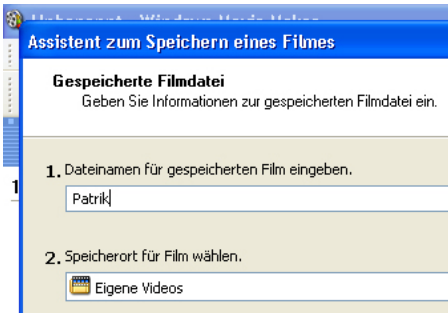 Assistent zum Speichern eines Filmes
Gespeicherte Filmdatei
Geben Sie Informationen zur gespeicherten Filmdatei ein.
1. Dateinamen für gespeicherten Film eingeben.
Patrik
2. Speicherort für Film wählen.
Eigene Videos